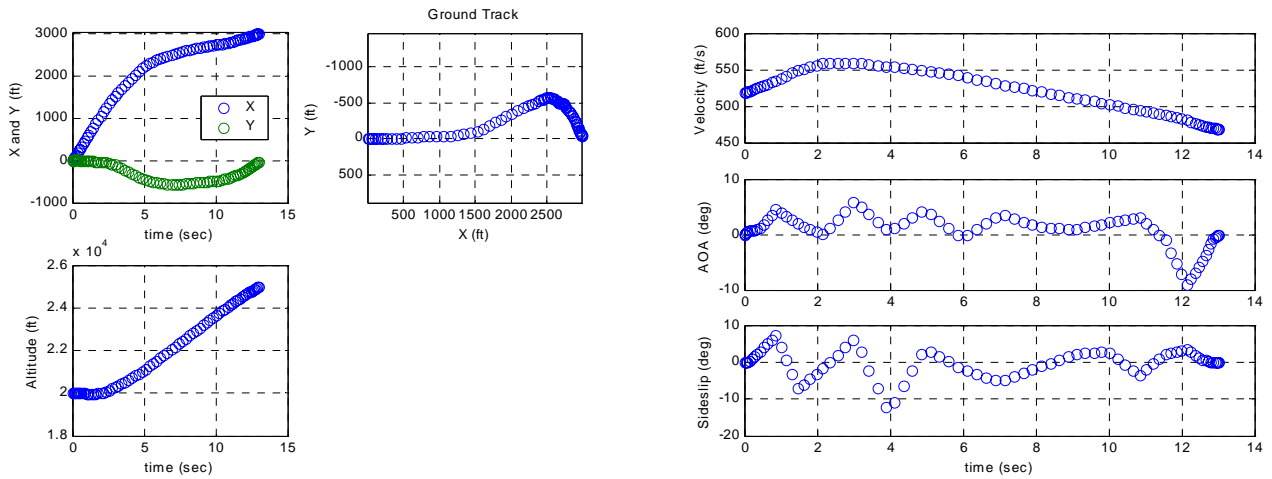 Ground Track
X and Y (ft)
3000
2000
1000
0
-1000
X
Y
0 5 10 15
time (sec)
Y (ft)
-1000
-500
0
500
500 1000 1500 2000 2500
X (ft)
x 10^4
Altitude (ft)
2.6
2.4
2.2
2
1.8
0 5 10 15
time (sec)
Velocity (ft/s)
600
550
500
450
0 2 4 6 8 10 12 14
AOA (deg)
10
0
-10
0 2 4 6 8 10 12 14
Sideslip (deg)
10
0
-10
-20
0 2 4 6 8 10 12 14
time (sec)